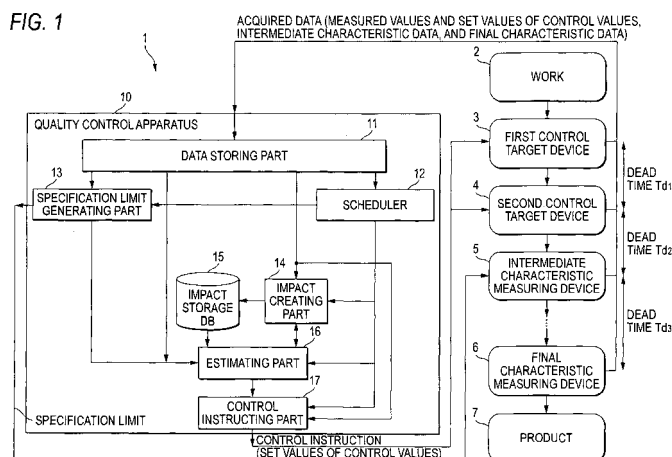 FIG. 1
ACQUIRED DATA (MEASURED VALUES AND SET VALUES OF CONTROL VALUES,
INTERMEDIATE CHARACTERISTIC DATA, AND FINAL CHARACTERISTIC DATA)
1
2
WORK
10
QUALITY CONTROL APPARATUS
11
DATA STORING PART
3
FIRST CONTROL
TARGET DEVICE
13
SPECIFICATION LIMIT
GENERATING PART
12
SCHEDULER
DEAD
TIME Td1
4
SECOND CONTROL
TARGET DEVICE
15
IMPACT
STORAGE
DB
14
IMPACT
CREATING
PART
DEAD
TIME Td2
5
INTERMEDIATE
CHARACTERISTIC
MEASURING DEVICE
16
ESTIMATING PART
DEAD
TIME Td3
6
FINAL
CHARACTERISTIC
MEASURING DEVICE
17
CONTROL
INSTRUCTING PART
SPECIFICATION LIMIT
7
PRODUCT
CONTROL INSTRUCTION
(SET VALUES OF CONTROL VALUES)